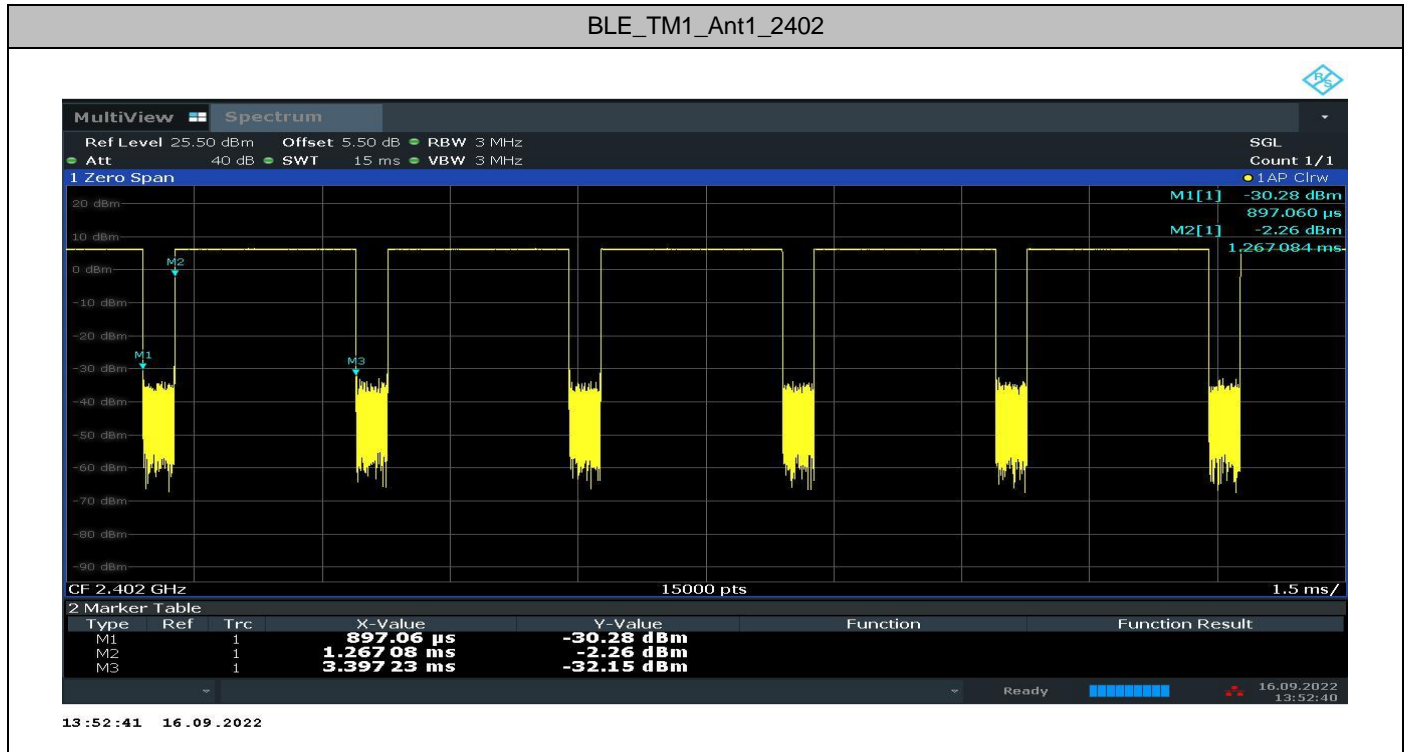 BLE_TM1_Ant1_2402
R/S
MultiView Spectrum
Ref Level 25.50 dBm Offset 5.50 dB RBW 3 MHz SGL
Att 40 dB SWT 15 ms VBW 3 MHz Count 1/1
1 Zero Span 1AP Clrw
M1[1] -30.28 dBm
897.060 µs
M2[1] -2.26 dBm
1.267 084 ms
20 dBm
10 dBm
0 dBm
-10 dBm
-20 dBm
-30 dBm
-40 dBm
-50 dBm
-60 dBm
-70 dBm
-80 dBm
-90 dBm
M2
M1
M3
CF 2.402 GHz 15000 pts 1.5 ms/
2 Marker Table
Type Ref Trc X-Value Y-Value Function Function Result
M1 1 897.06 µs -30.28 dBm
M2 1 1.267 08 ms -2.26 dBm
M3 1 3.397 23 ms -32.15 dBm
Ready 16.09.2022
13:52:40
13:52:41 16.09.2022